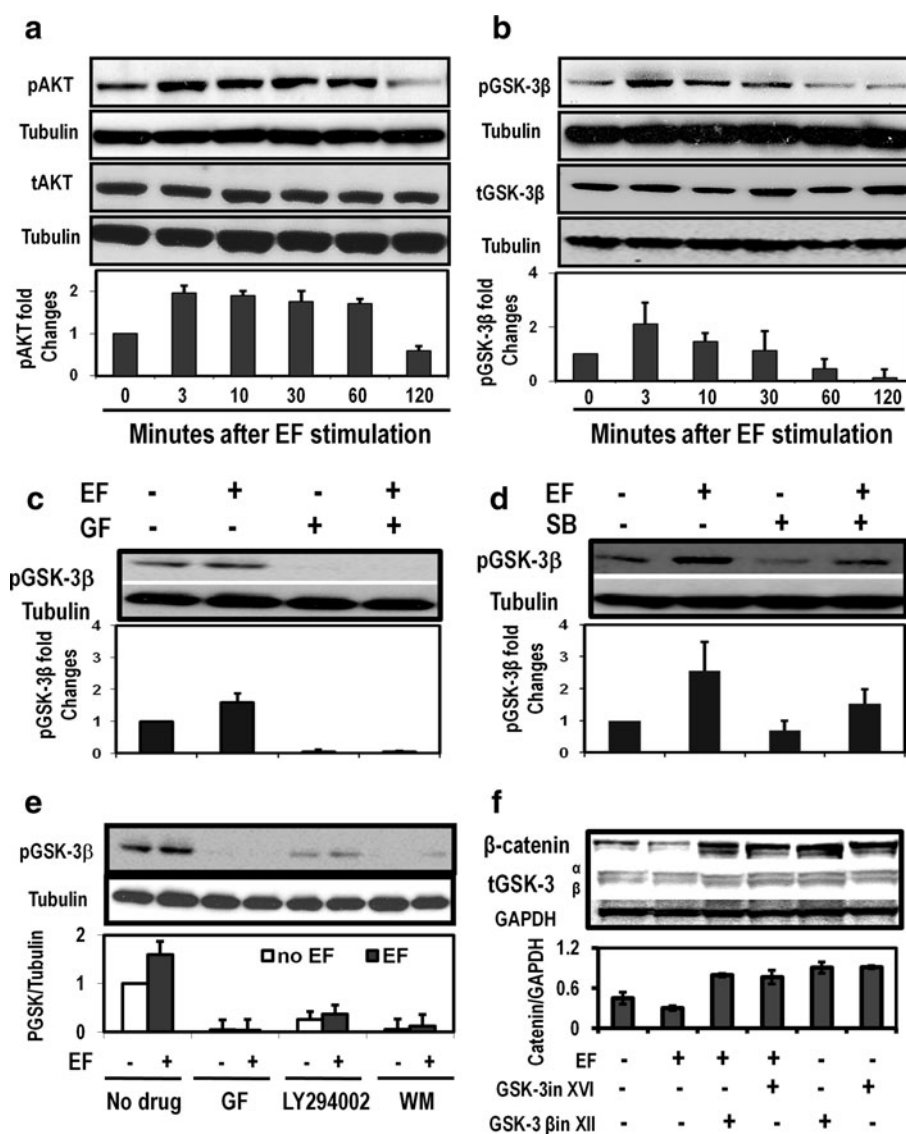 a
pAKT
Tubulin
tAKT
Tubulin
pAKT fold
Changes
2
1
0
0 3 10 30 60 120
Minutes after EF stimulation
b
pGSK-3β
Tubulin
tGSK-3β
Tubulin
pGSK-3β fold
Changes
4
2
0
0 3 10 30 60 120
Minutes after EF stimulation
c
EF - + - +
GF - - + +
pGSK-3β
Tubulin
pGSK-3β fold
Changes
4
3
2
1
0
d
EF - + - +
SB - - + +
pGSK-3β
Tubulin
pGSK-3β fold
Changes
4
3
2
1
0
e
pGSK-3β
Tubulin
PGSK/Tubulin
2
1
0
no EF EF
EF - + - + - + - +
No drug GF LY294002 WM
f
β-catenin
tGSK-3 α
β
GAPDH
Catenin/GAPDH
1.2
0.6
0
EF - + + + - -
GSK-3in XVI - - - + - +
GSK-3 βin XII - - + - + -